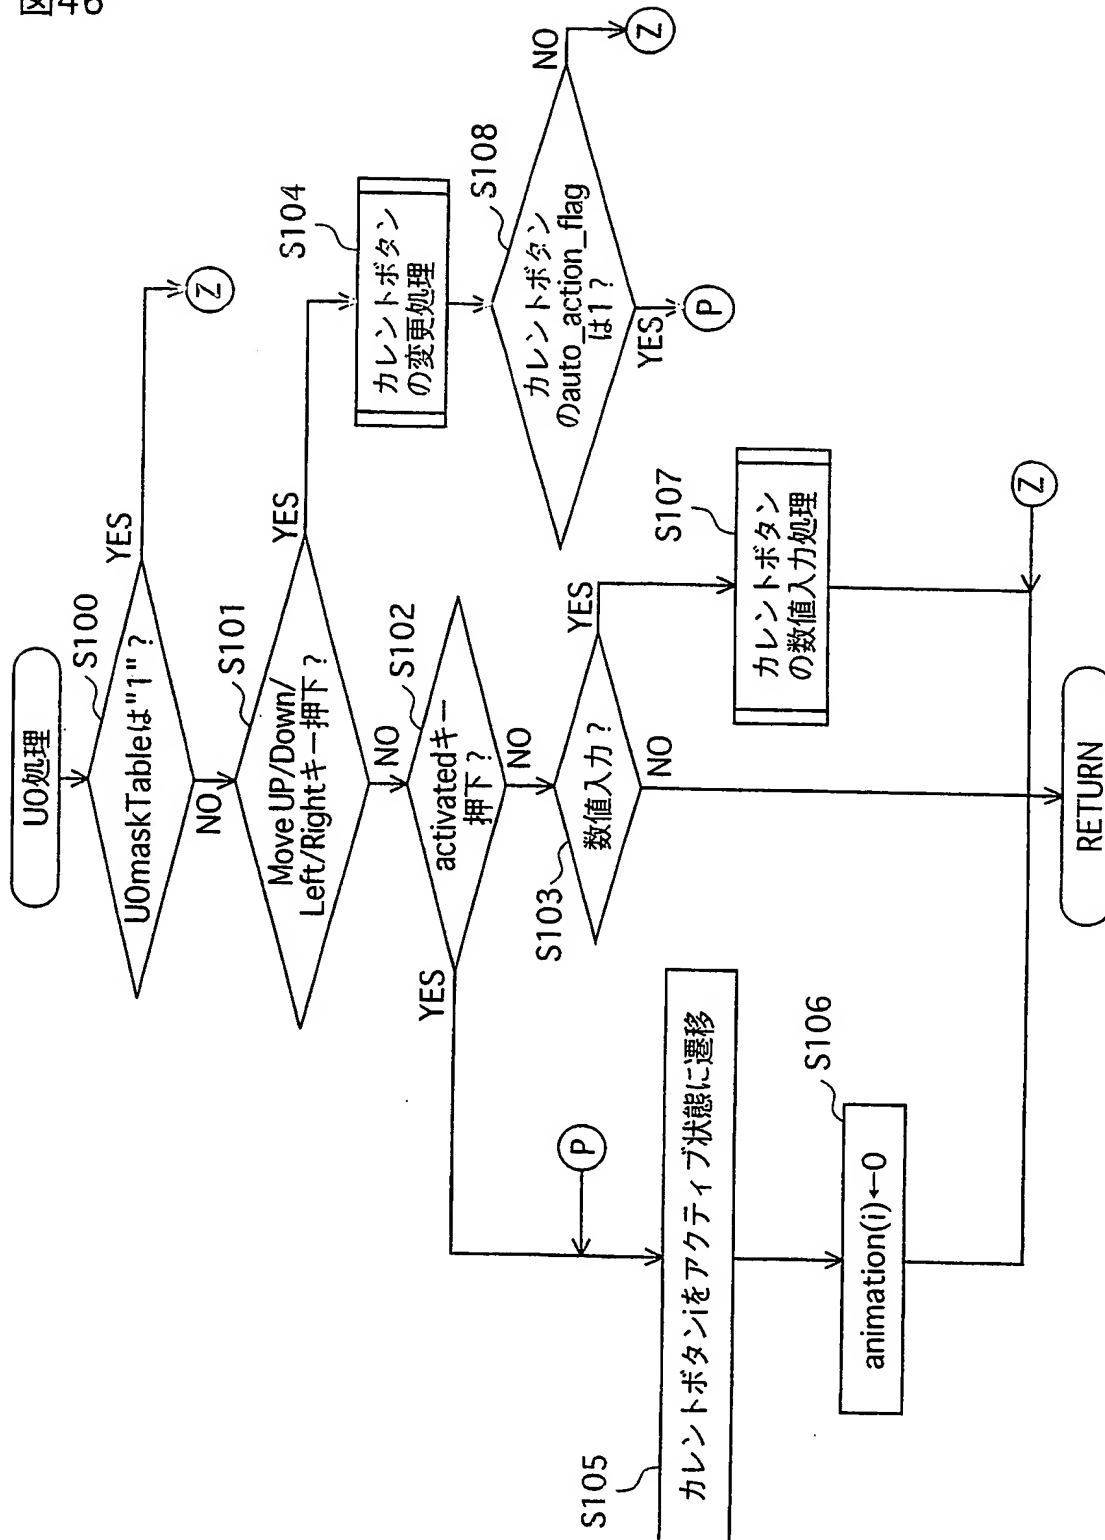 図46
UO処理
S100
UOmaskTableは"1"？
YES
Z
NO
S101
Move UP/Down/
Left/Rightキー押下？
YES
S104
カレントボタン
の変更処理
S108
カレントボタン
のauto_action_flag
は1？
NO
Z
YES
P
NO
S102
activatedキー
押下？
YES
NO
S103
数値入力？
YES
S107
カレントボタン
の数値入力処理
NO
Z
P
S105
カレントボタンiをアクティブ状態に遷移
S106
animation(i)←0
RETURN